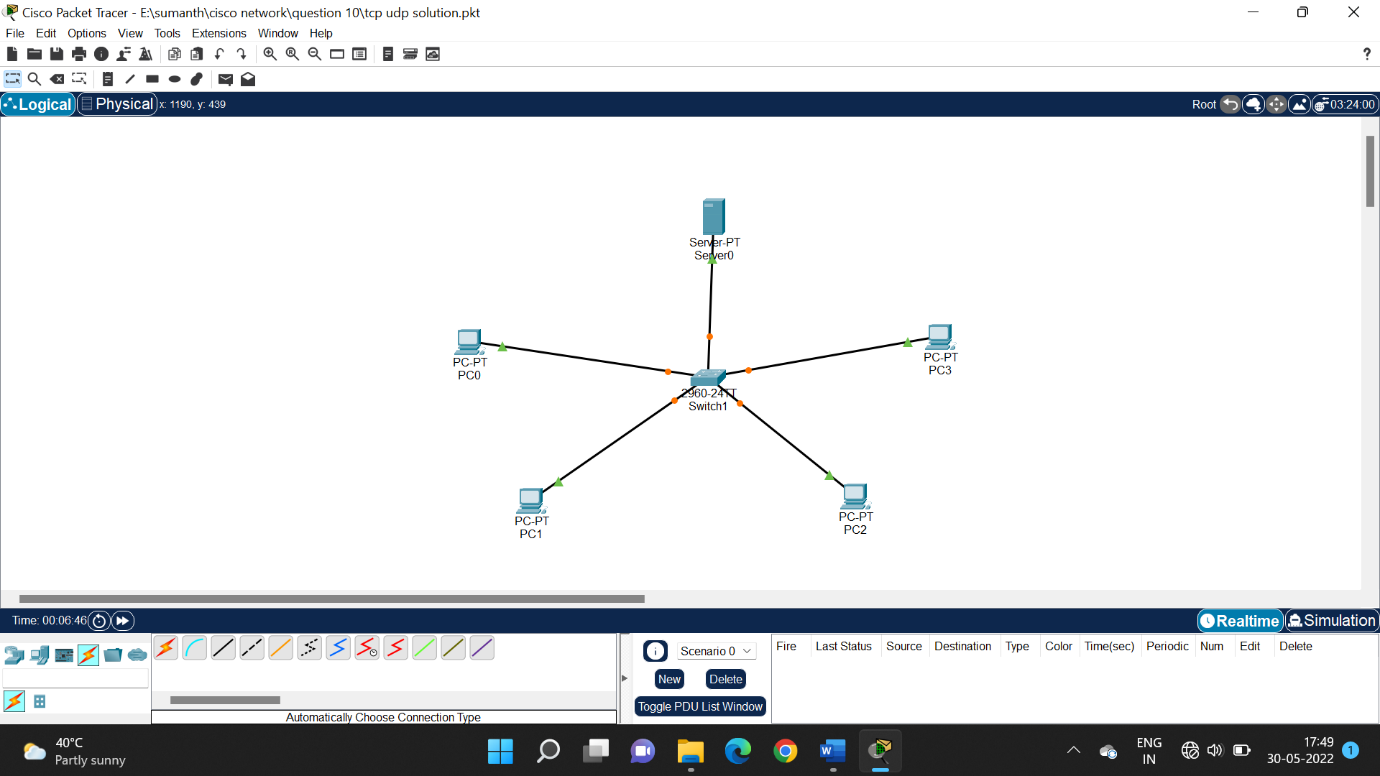 Cisco Packet Tracer - E:\sumanth\cisco network\question 10\tcp udp solution.pkt
File Edit Options View Tools Extensions Window Help
?
Logical Physical x: 1190, y: 439 Root 03:24:00
Server-PT
Server0
PC-PT
PC0
PC-PT
PC3
2960-24TT
Switch1
PC-PT
PC1
PC-PT
PC2
Time: 00:06:46 Realtime Simulation
Scenario 0
New Delete
Toggle PDU List Window
Fire Last Status Source Destination Type Color Time(sec) Periodic Num Edit Delete
Automatically Choose Connection Type
40°C
Partly sunny
ENG
IN
17:49
30-05-2022
1